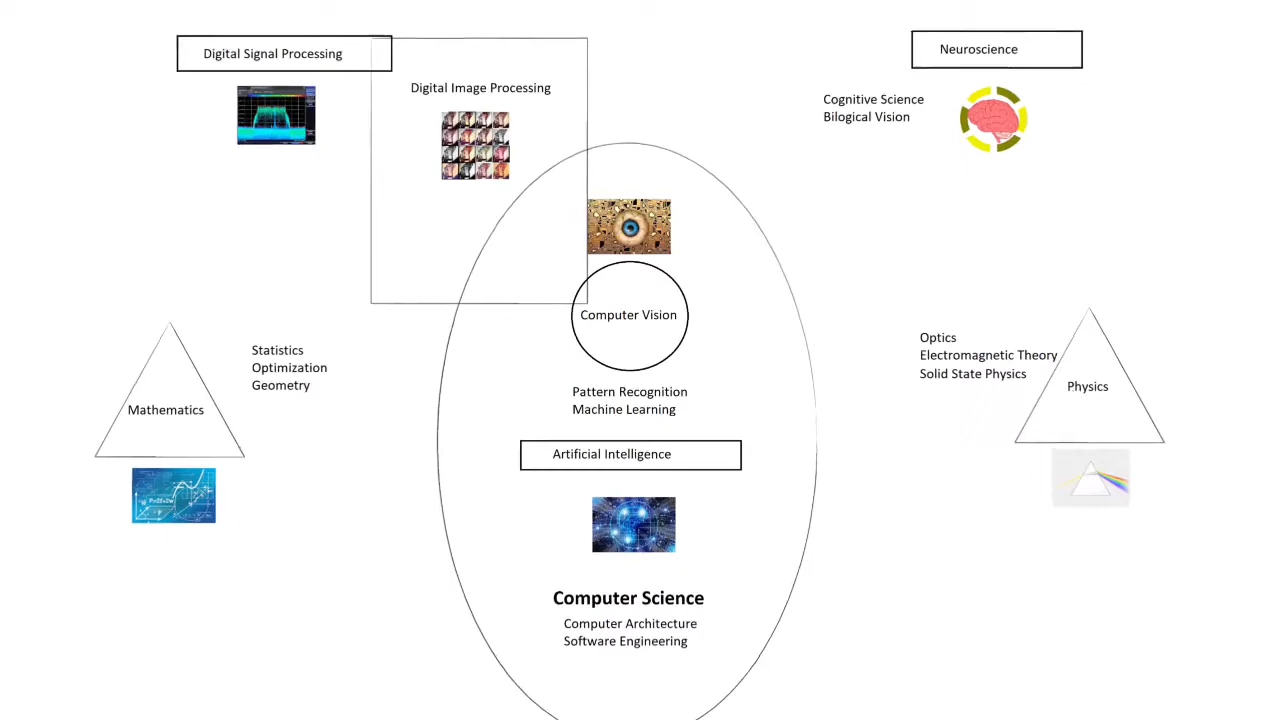 Digital Signal Processing
Digital Image Processing
Neuroscience
Cognitive Science
Bilogical Vision
Computer Vision
Statistics
Optimization
Geometry
Mathematics
Optics
Electromagnetic Theory
Solid State Physics
Physics
Pattern Recognition
Machine Learning
Artificial Intelligence
Computer Science
Computer Architecture
Software Engineering